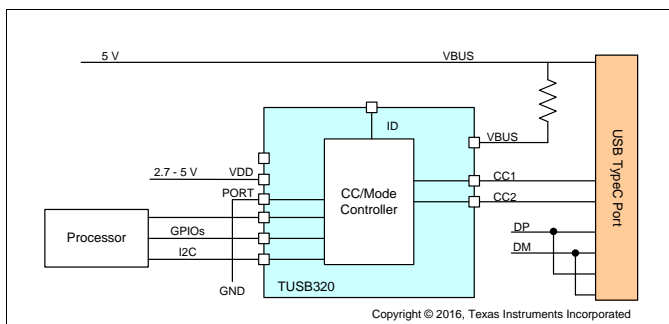 5 V
VBUS
ID
VBUS
2.7 - 5 V
VDD
PORT
CC/Mode
Controller
CC1
CC2
USB TypeC Port
Processor
GPIOs
I2C
DP
DM
GND
TUSB320
Copyright © 2016, Texas Instruments Incorporated